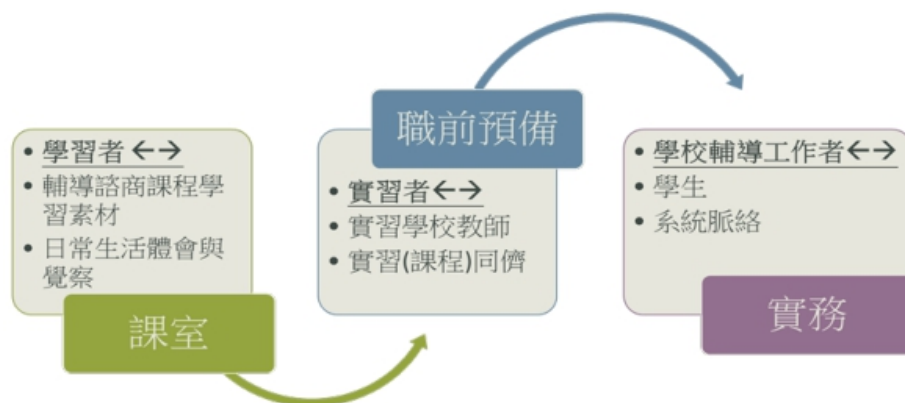 • 學習者 ←→
• 輔導諮商課程學
習素材
• 日常生活體會與
覺察
課室
職前預備
• 實習者←→
• 實習學校教師
• 實習(課程)同儕
• 學校輔導工作者←→
• 學生
• 系統脈絡
實務